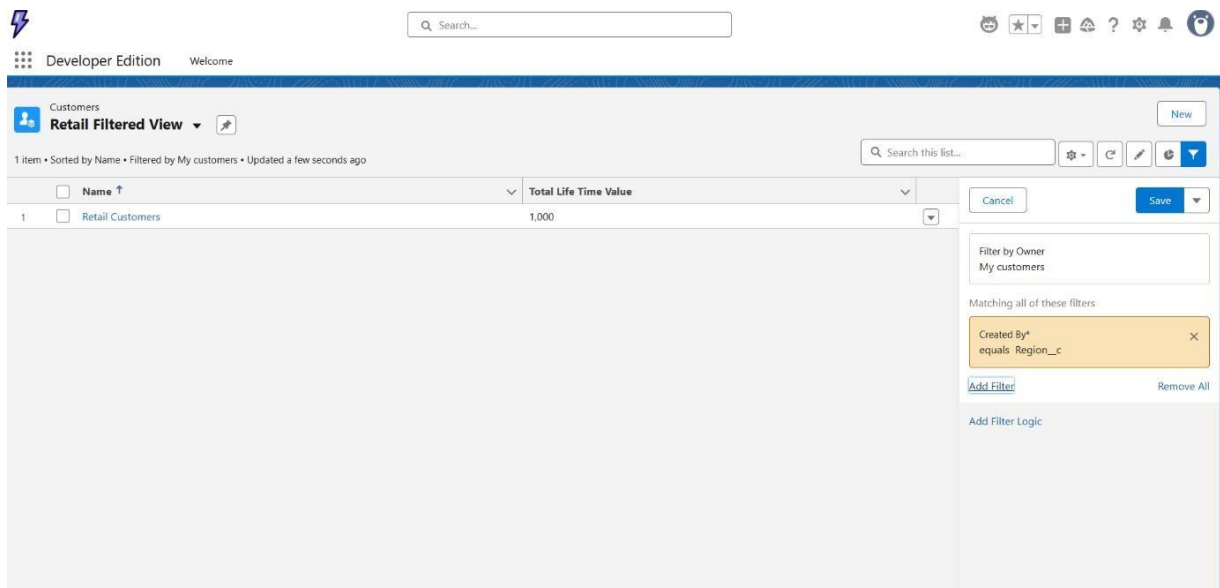 Search...
Developer Edition Welcome
Customers
Retail Filtered View
New
1 item • Sorted by Name • Filtered by My customers • Updated a few seconds ago
Search this list...
Name ↑ Total Life Time Value
1 Retail Customers 1,000
Cancel Save
Filter by Owner
My customers
Matching all of these filters
Created By*
equals Region__c
Add Filter Remove All
Add Filter Logic